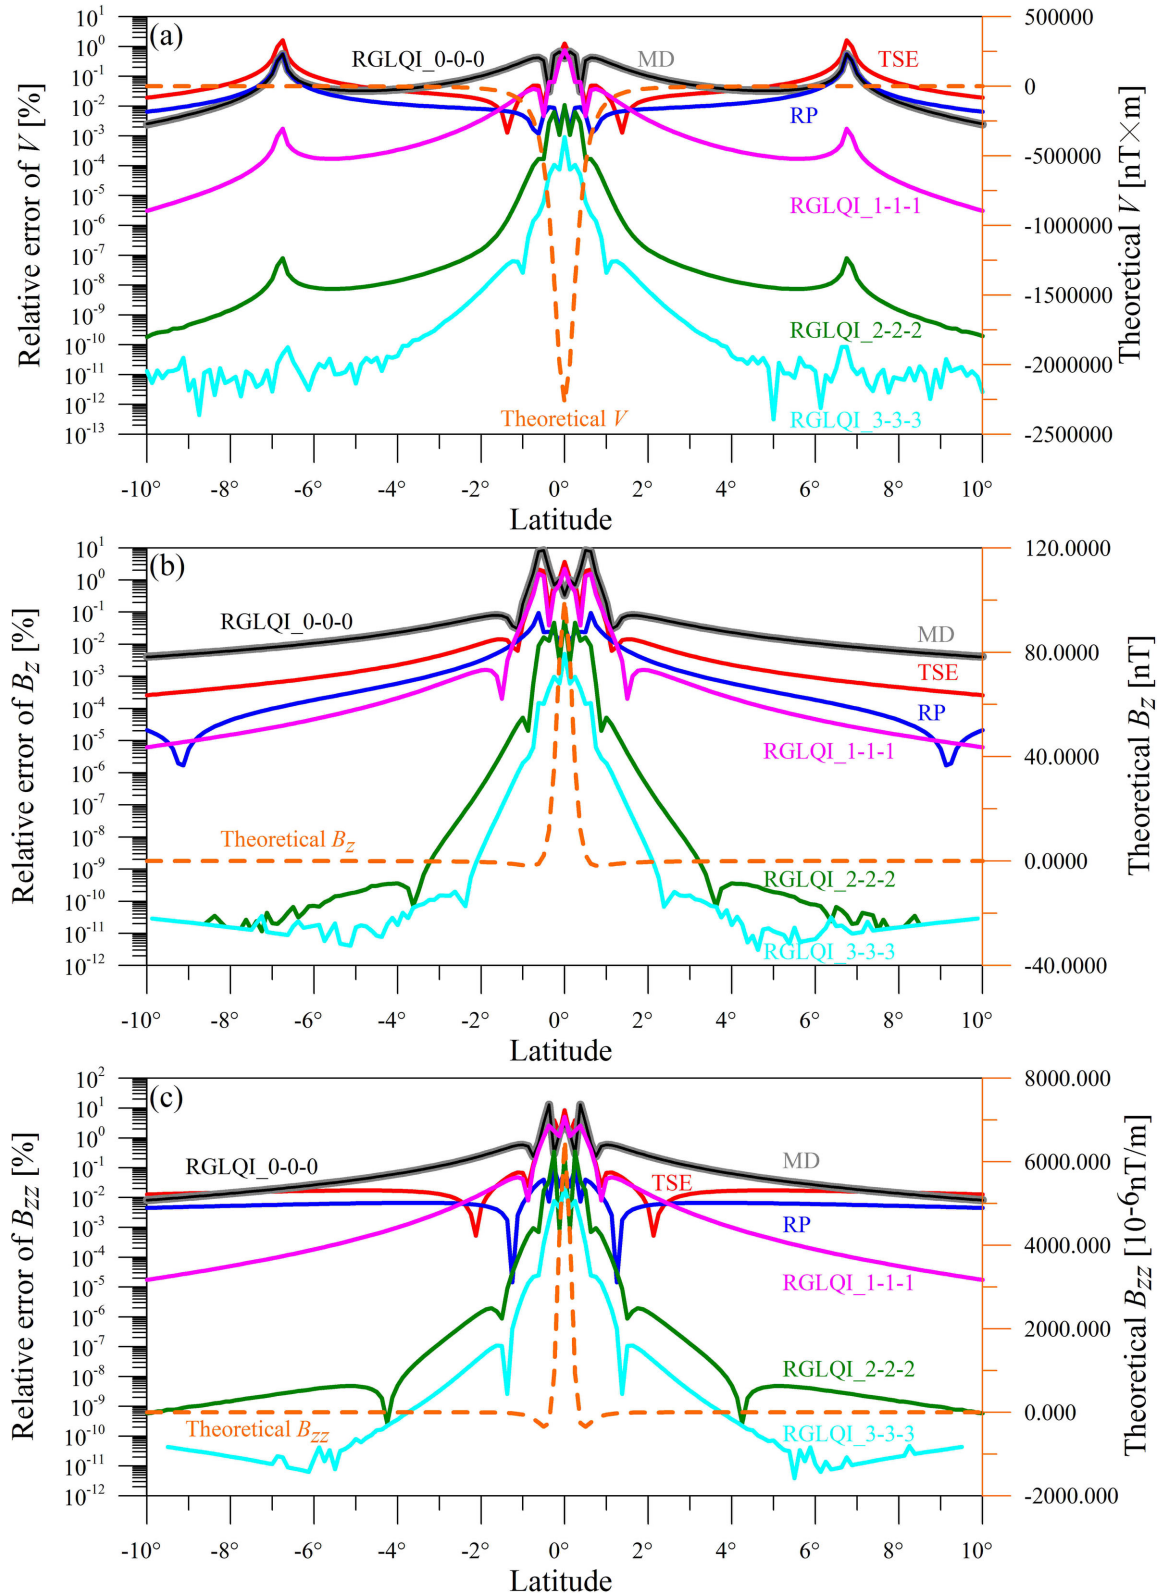 (a)
Relative error of V [%]
10¹
10⁰
10⁻¹
10⁻²
10⁻³
10⁻⁴
10⁻⁵
10⁻⁶
10⁻⁷
10⁻⁸
10⁻⁹
10⁻¹⁰
10⁻¹¹
10⁻¹²
10⁻¹³
RGLQI_0-0-0
MD
TSE
RP
RGLQI_1-1-1
RGLQI_2-2-2
RGLQI_3-3-3
Theoretical V
500000
0
-500000
-1000000
-1500000
-2000000
-2500000
Theoretical V [nT×m]
-10° -8° -6° -4° -2° 0° 2° 4° 6° 8° 10°
Latitude
(b)
Relative error of B_Z [%]
10¹
10⁰
10⁻¹
10⁻²
10⁻³
10⁻⁴
10⁻⁵
10⁻⁶
10⁻⁷
10⁻⁸
10⁻⁹
10⁻¹⁰
10⁻¹¹
10⁻¹²
RGLQI_0-0-0
MD
TSE
RP
RGLQI_1-1-1
Theoretical B_Z
RGLQI_2-2-2
RGLQI_3-3-3
120.0000
80.0000
40.0000
0.0000
-40.0000
Theoretical B_Z [nT]
-10° -8° -6° -4° -2° 0° 2° 4° 6° 8° 10°
Latitude
(c)
Relative error of B_ZZ [%]
10²
10¹
10⁰
10⁻¹
10⁻²
10⁻³
10⁻⁴
10⁻⁵
10⁻⁶
10⁻⁷
10⁻⁸
10⁻⁹
10⁻¹⁰
10⁻¹¹
10⁻¹²
RGLQI_0-0-0
MD
TSE
RP
RGLQI_1-1-1
RGLQI_2-2-2
Theoretical B_ZZ
RGLQI_3-3-3
8000.000
6000.000
4000.000
2000.000
0.000
-2000.000
Theoretical B_ZZ [10-6nT/m]
-10° -8° -6° -4° -2° 0° 2° 4° 6° 8° 10°
Latitude